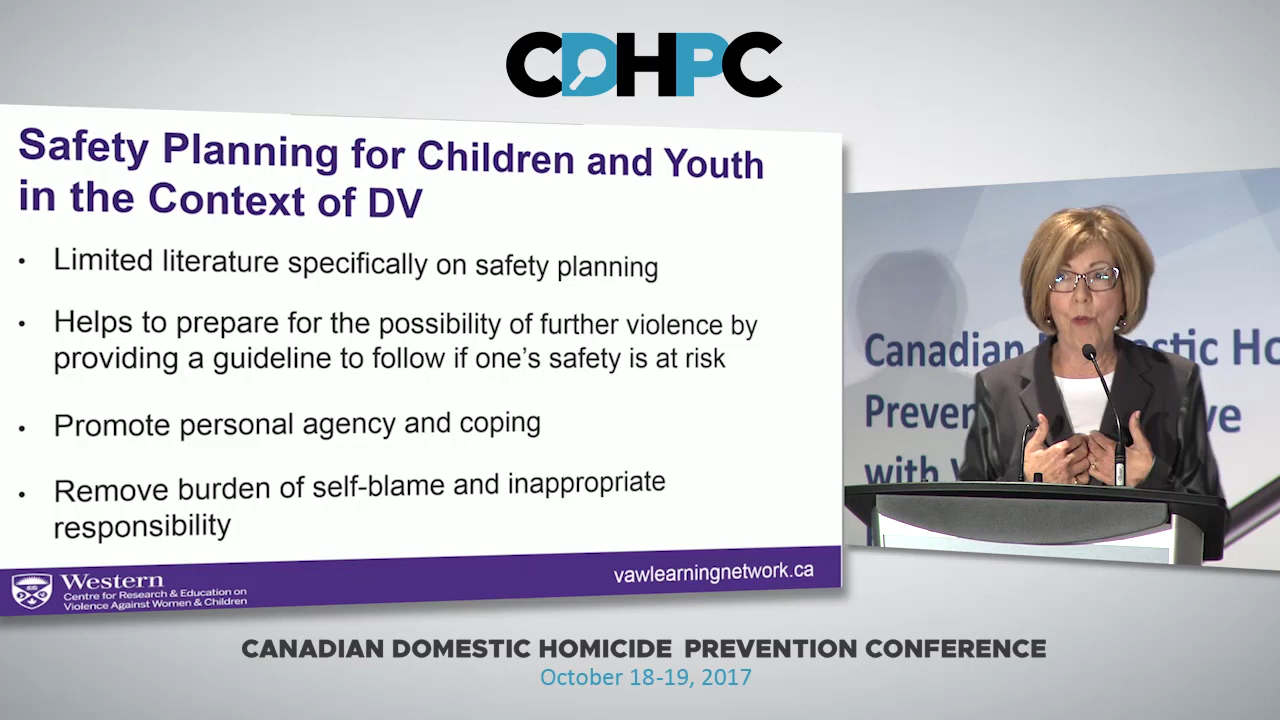 CDHPC
Safety Planning for Children and Youth
in the Context of DV
• Limited literature specifically on safety planning
• Helps to prepare for the possibility of further violence by
providing a guideline to follow if one's safety is at risk
• Promote personal agency and coping
• Remove burden of self-blame and inappropriate
responsibility
Western
Centre for Research & Education on
Violence Against Women & Children
vawlearningnetwork.ca
Canadian
with
CANADIAN DOMESTIC HOMICIDE PREVENTION CONFERENCE
October 18-19, 2017